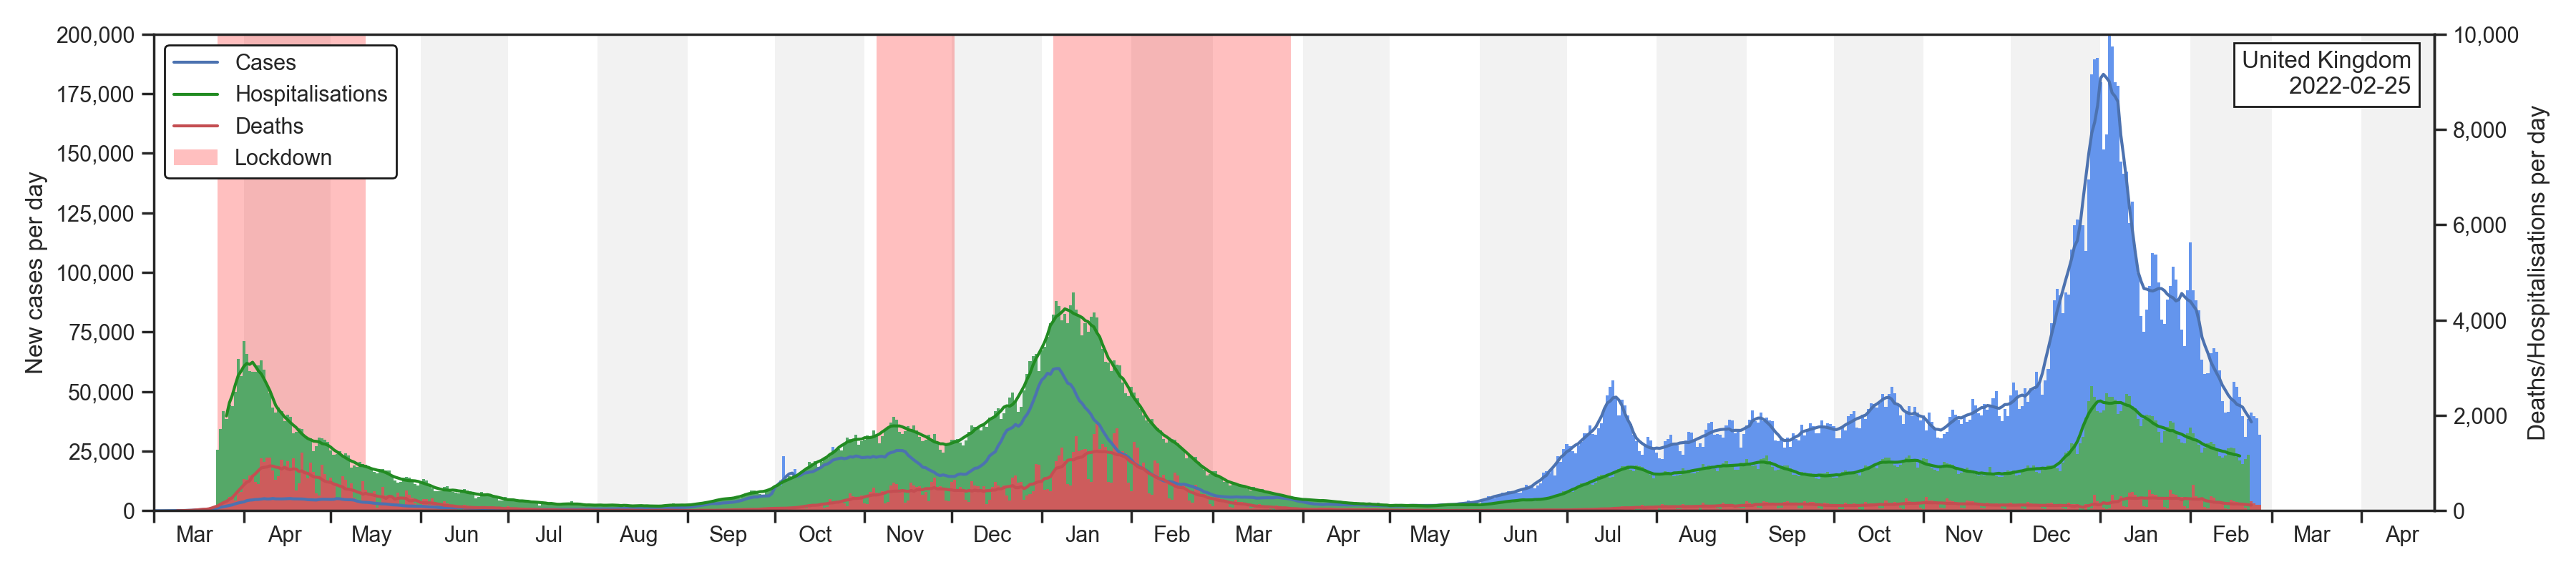 200,000
175,000
150,000
125,000
100,000
75,000
50,000
25,000
0
New cases per day
Cases
Hospitalisations
Deaths
Lockdown
United Kingdom
2022-02-25
10,000
8,000
6,000
4,000
2,000
0
Deaths/Hospitalisations per day
Mar Apr May Jun Jul Aug Sep Oct Nov Dec Jan Feb Mar Apr May Jun Jul Aug Sep Oct Nov Dec Jan Feb Mar Apr